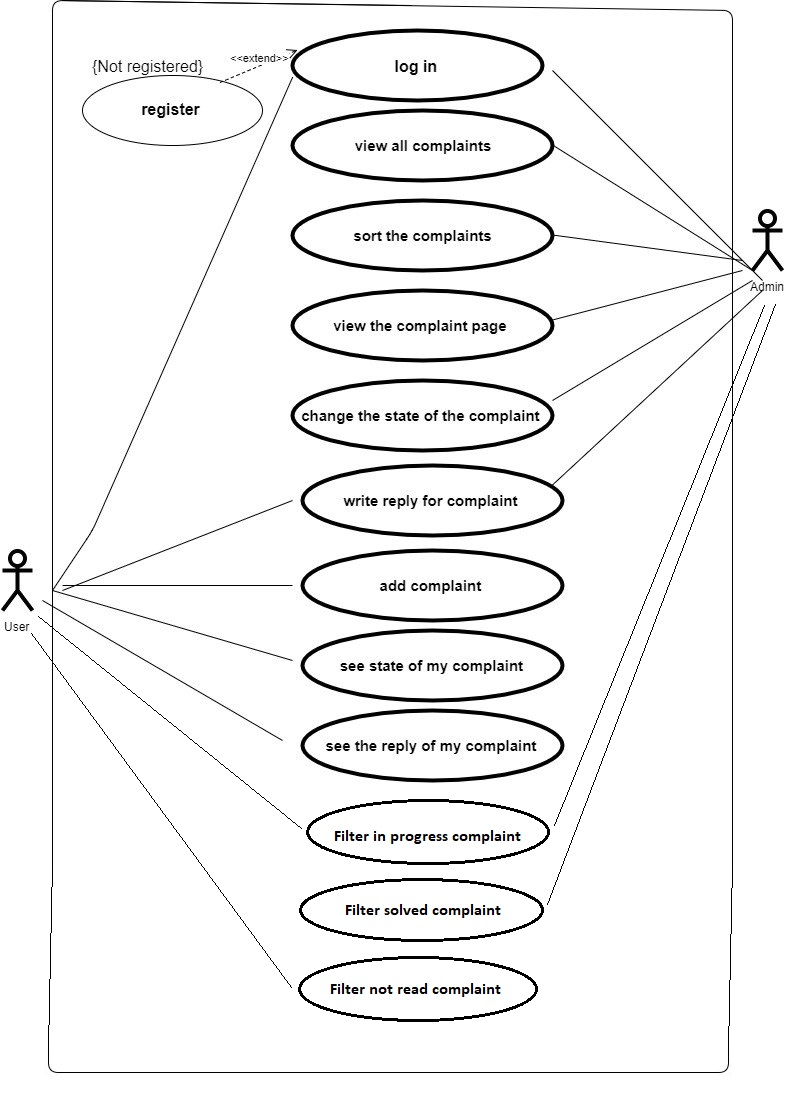 <<extend>>
log in
{Not registered}
register
view all complaints
sort the complaints
Admin
view the complaint page
change the state of the complaint
write reply for complaint
add complaint
User
see state of my complaint
see the reply of my complaint
Filter in progress complaint
Filter solved complaint
Filter not read complaint